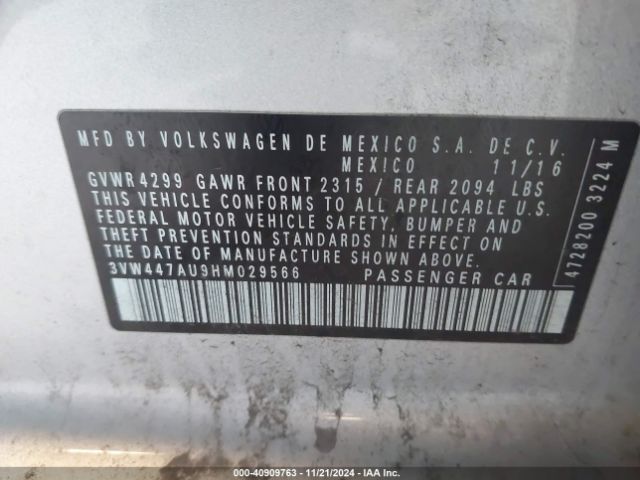 MFD BY VOLKSWAGEN DE MEXICO S.A. DE C.V.
MEXICO 11/16
GVWR 4299 GAWR FRONT 2315 / REAR 2094 LBS
THIS VEHICLE CONFORMS TO ALL APPLICABLE U.S.
FEDERAL MOTOR VEHICLE SAFETY, BUMPER AND
THEFT PREVENTION STANDARDS IN EFFECT ON
THE DATE OF MANUFACTURE SHOWN ABOVE.
3VW447AU9HM029566 PASSENGER CAR
4728200 3224 M
000-40909763 - 11/21/2024 - IAA Inc.